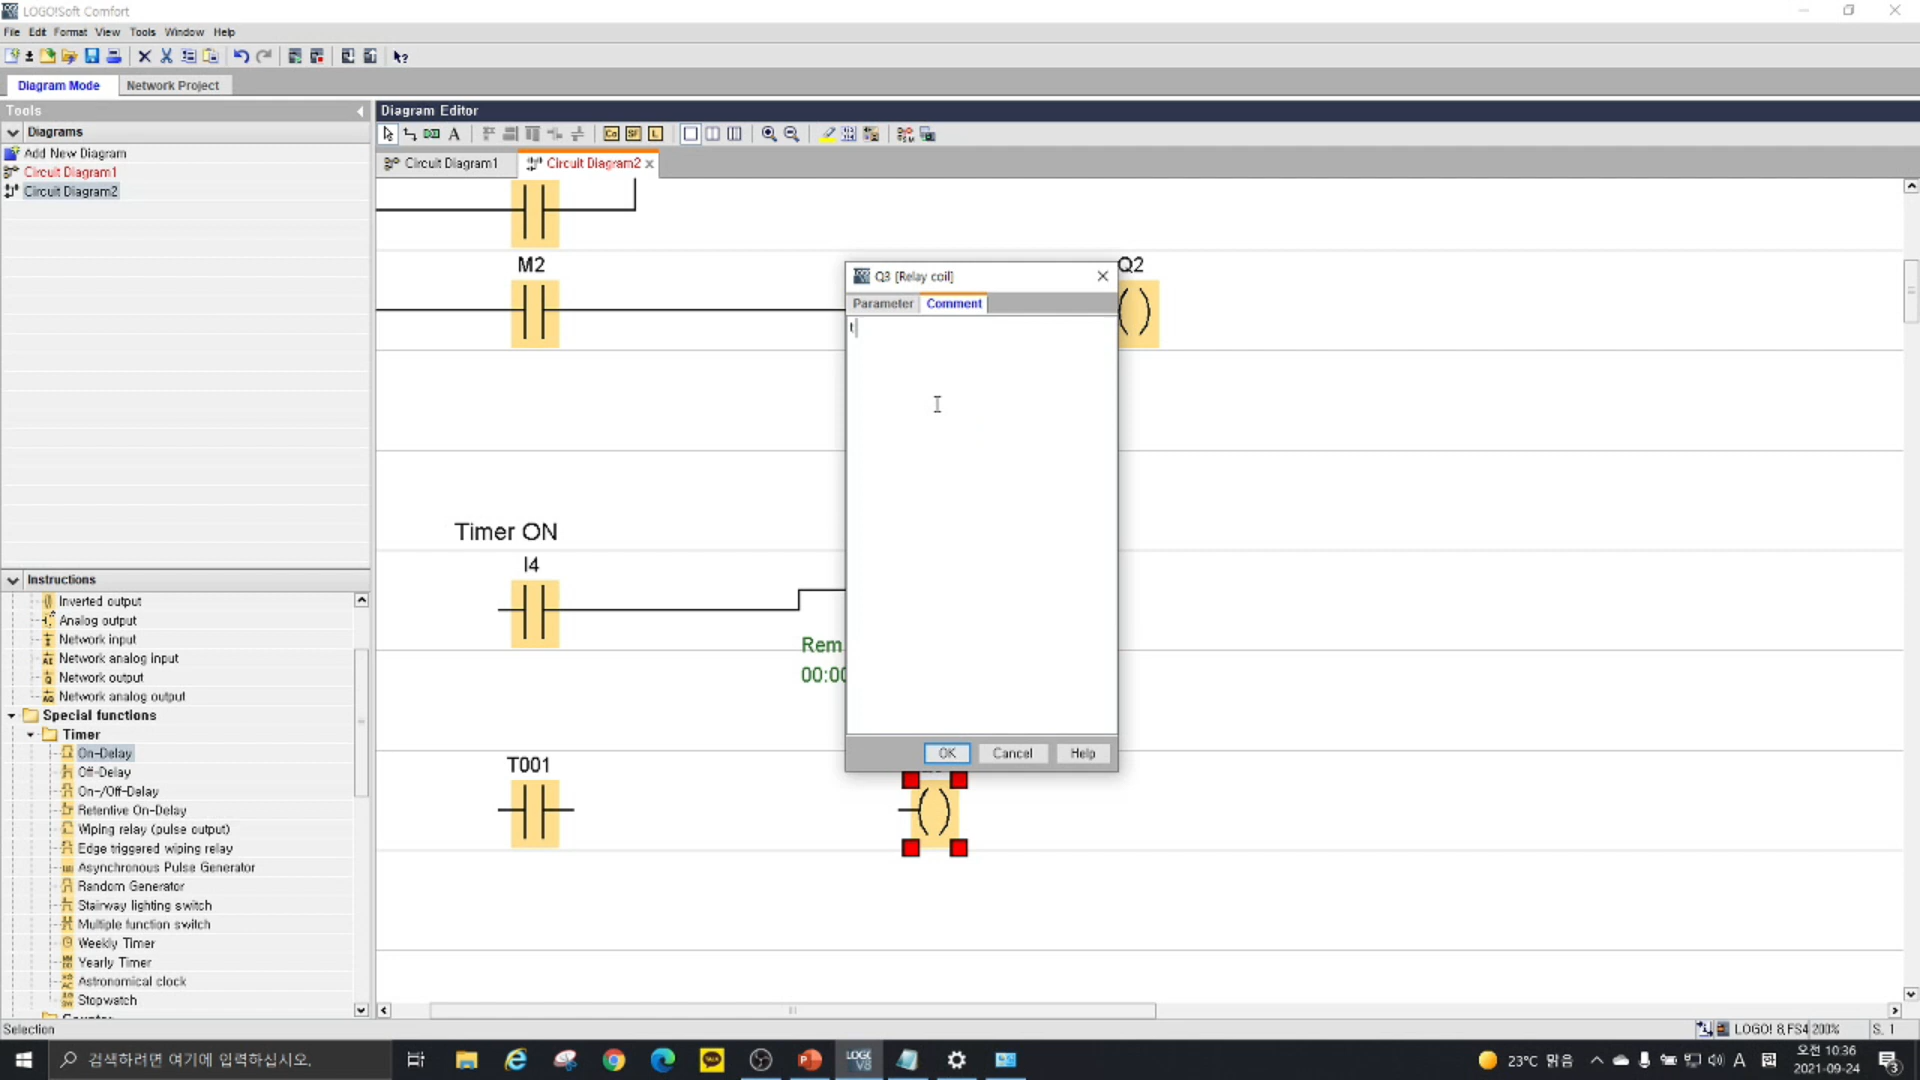 LOGO!Soft Comfort
File Edit Format View Tools Window Help
Diagram Mode Network Project
Tools
Diagrams
Add New Diagram
Circuit Diagram1
Circuit Diagram2
Instructions
Inverted output
Analog output
Network input
Network analog input
Network output
Network analog output
Special functions
Timer
On-Delay
Off-Delay
On-/Off-Delay
Retentive On-Delay
Wiping relay (pulse output)
Edge triggered wiping relay
Asynchronous Pulse Generator
Random Generator
Stairway lighting switch
Multiple function switch
Weekly Timer
Yearly Timer
Astronomical clock
Stopwatch
Diagram Editor
Circuit Diagram1 Circuit Diagram2
M2
Q2
Timer ON
I4
Rem
00:00
T001
Q3 [Relay coil]
Parameter Comment
t
OK Cancel Help
Selection
LOGO! 8.FS4 200% S. 1
검색하려면 여기에 입력하십시오.
23°C 맑음
A
오전 10:36
2021-09-24
3